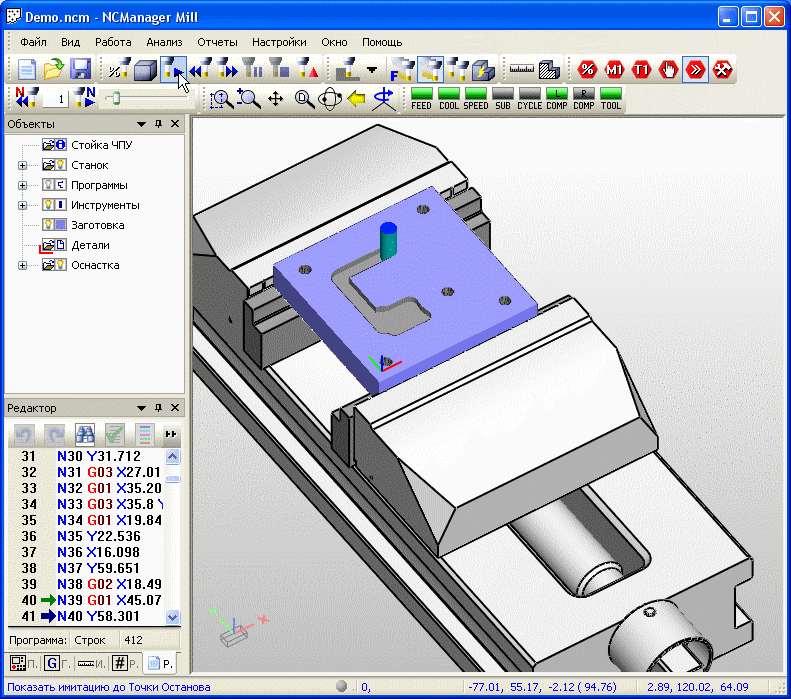 Demo.ncm - NCManager Mill
Файл Вид Работа Анализ Отчеты Настройки Окно Помощь
% F % M1 T1
N 1 N FEED COOL SPEED SUB CYCLE L COMP R COMP TOOL
Объекты
Стойка ЧПУ
Станок
Программы
Инструменты
Заготовка
Детали
Оснастка
Редактор
31 N30 Y31.712
32 N31 G03 X27.01
33 N32 G01 X35.20
34 N33 G03 X35.8
35 N34 G01 X19.84
36 N35 Y22.536
37 N36 X16.098
38 N37 Y59.651
39 N38 G02 X18.49
40 N39 G01 X45.07
41 N40 Y58.301
Программа: Строк 412
П. G Г. И. # Р. Р.
Показать имитацию до Точки Останова 0, -77.01, 55.17, -2.12 ( 94.76) 2.89, 120.02, 64.09